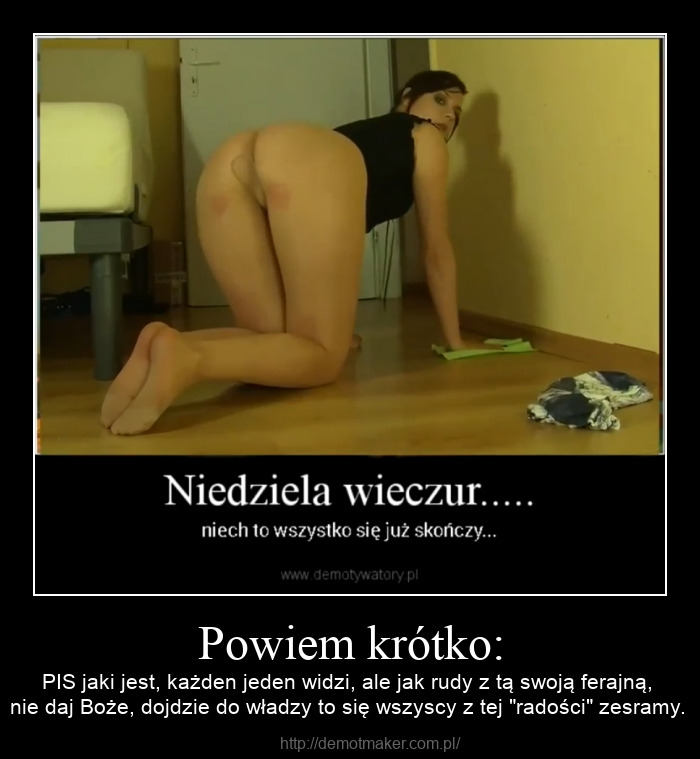 Niedziela wieczur.....
niech to wszystko się już skończy...
www.demotywatory.pl
Powiem krótko:
PIS jaki jest, każden jeden widzi, ale jak rudy z tą swoją ferajną,
nie daj Boże, dojdzie do władzy to się wszyscy z tej "radości" zesramy.
http://demotmaker.com.pl/